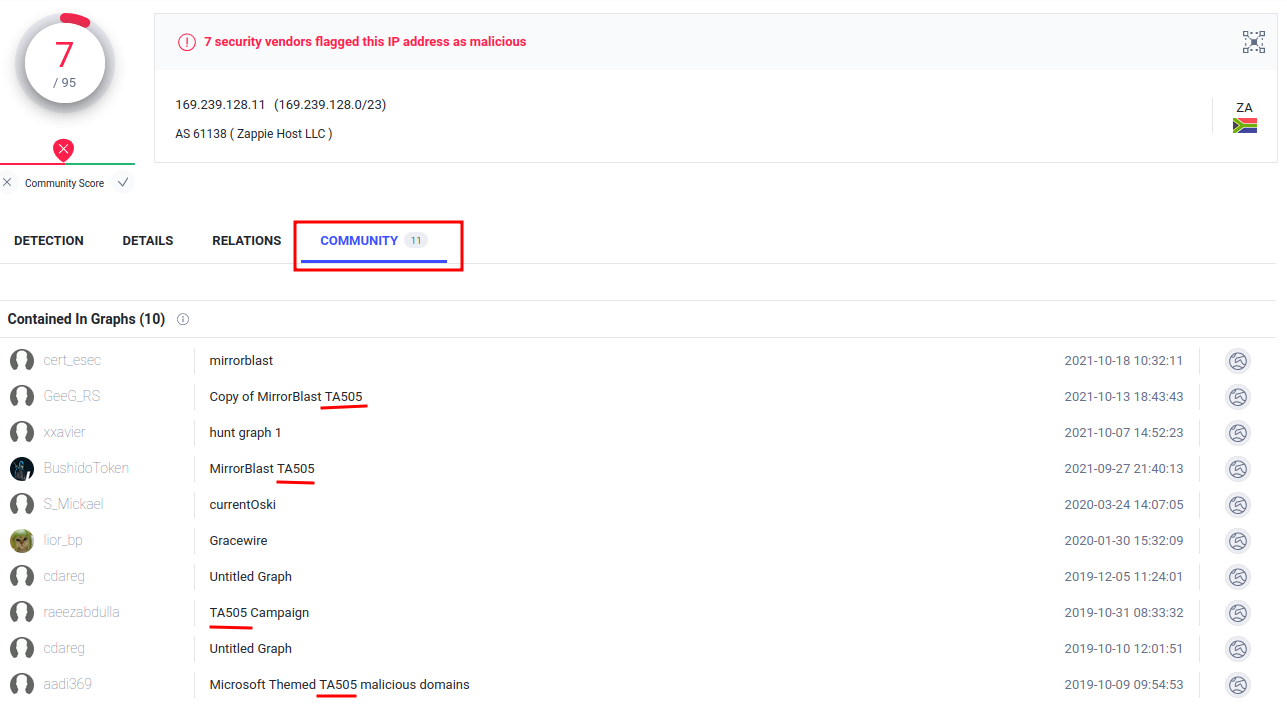 7
/ 95
Community Score
7 security vendors flagged this IP address as malicious
169.239.128.11 (169.239.128.0/23)
AS 61138 ( Zappie Host LLC )
ZA
DETECTION DETAILS RELATIONS COMMUNITY 11
Contained In Graphs (10)
cert_esec mirrorblast 2021-10-18 10:32:11
GeeG_RS Copy of MirrorBlast TA505 2021-10-13 18:43:43
xxavier hunt graph 1 2021-10-07 14:52:23
BushidoToken MirrorBlast TA505 2021-09-27 21:40:13
S_Mickael currentOski 2020-03-24 14:07:05
lior_bp Gracewire 2020-01-30 15:32:09
cdareg Untitled Graph 2019-12-05 11:24:01
raeezabdulla TA505 Campaign 2019-10-31 08:33:32
cdareg Untitled Graph 2019-10-10 12:01:51
aadi369 Microsoft Themed TA505 malicious domains 2019-10-09 09:54:53